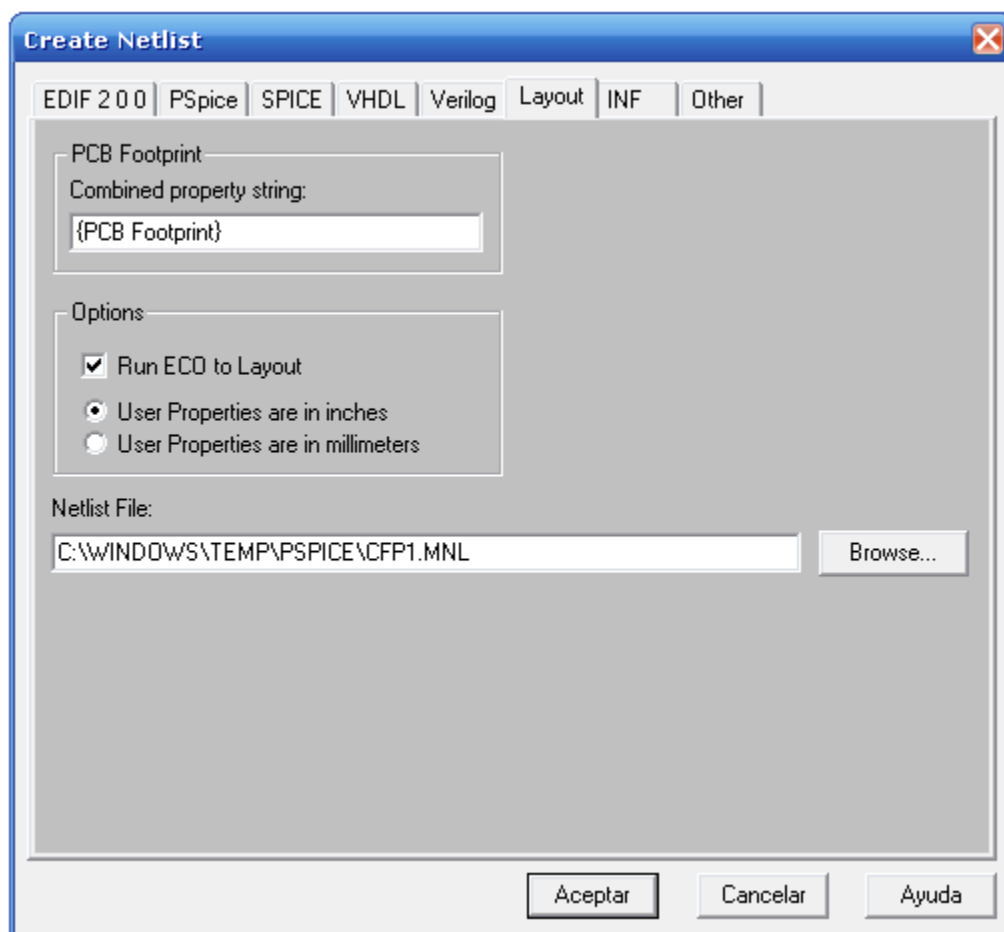 Create Netlist
EDIF 2 0 0 PSpice SPICE VHDL Verilog Layout INF Other
PCB Footprint
Combined property string:
{PCB Footprint}
Options
Run ECO to Layout
User Properties are in inches
User Properties are in millimeters
Netlist File:
C:\WINDOWS\TEMP\PSPICE\CFP1.MNL
Browse...
Aceptar Cancelar Ayuda